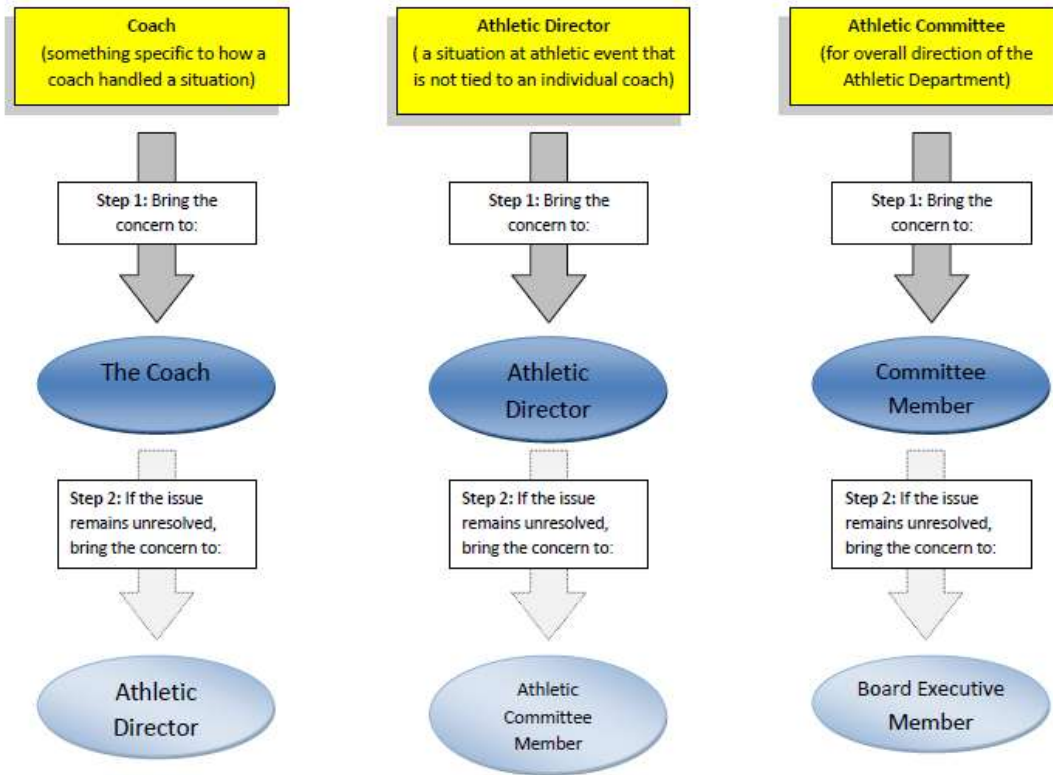 Coach
(something specific to how a
coach handled a situation)
Athletic Director
( a situation at athletic event that
is not tied to an individual coach)
Athletic Committee
(for overall direction of the
Athletic Department)
Step 1: Bring the
concern to:
Step 1: Bring the
concern to:
Step 1: Bring the
concern to:
The Coach
Athletic
Director
Committee
Member
Step 2: If the issue
remains unresolved,
bring the concern to:
Step 2: If the issue
remains unresolved,
bring the concern to:
Step 2: If the issue
remains unresolved,
bring the concern to:
Athletic
Director
Athletic
Committee
Member
Board Executive
Member